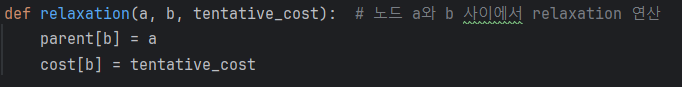 def relaxation(a, b, tentative_cost):  # 노드 a와 b 사이에서 relaxation 연산
    parent[b] = a
    cost[b] = tentative_cost